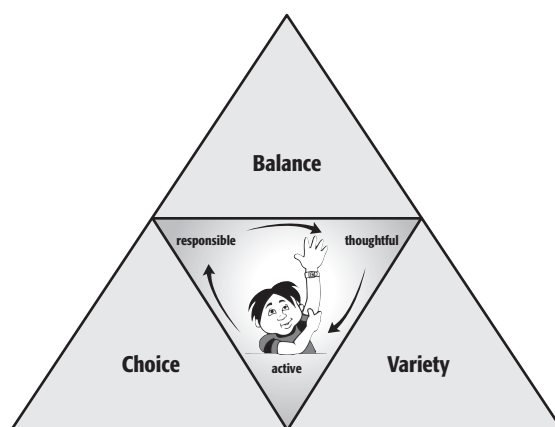 Balance
responsible thoughtful
Choice
active
Variety